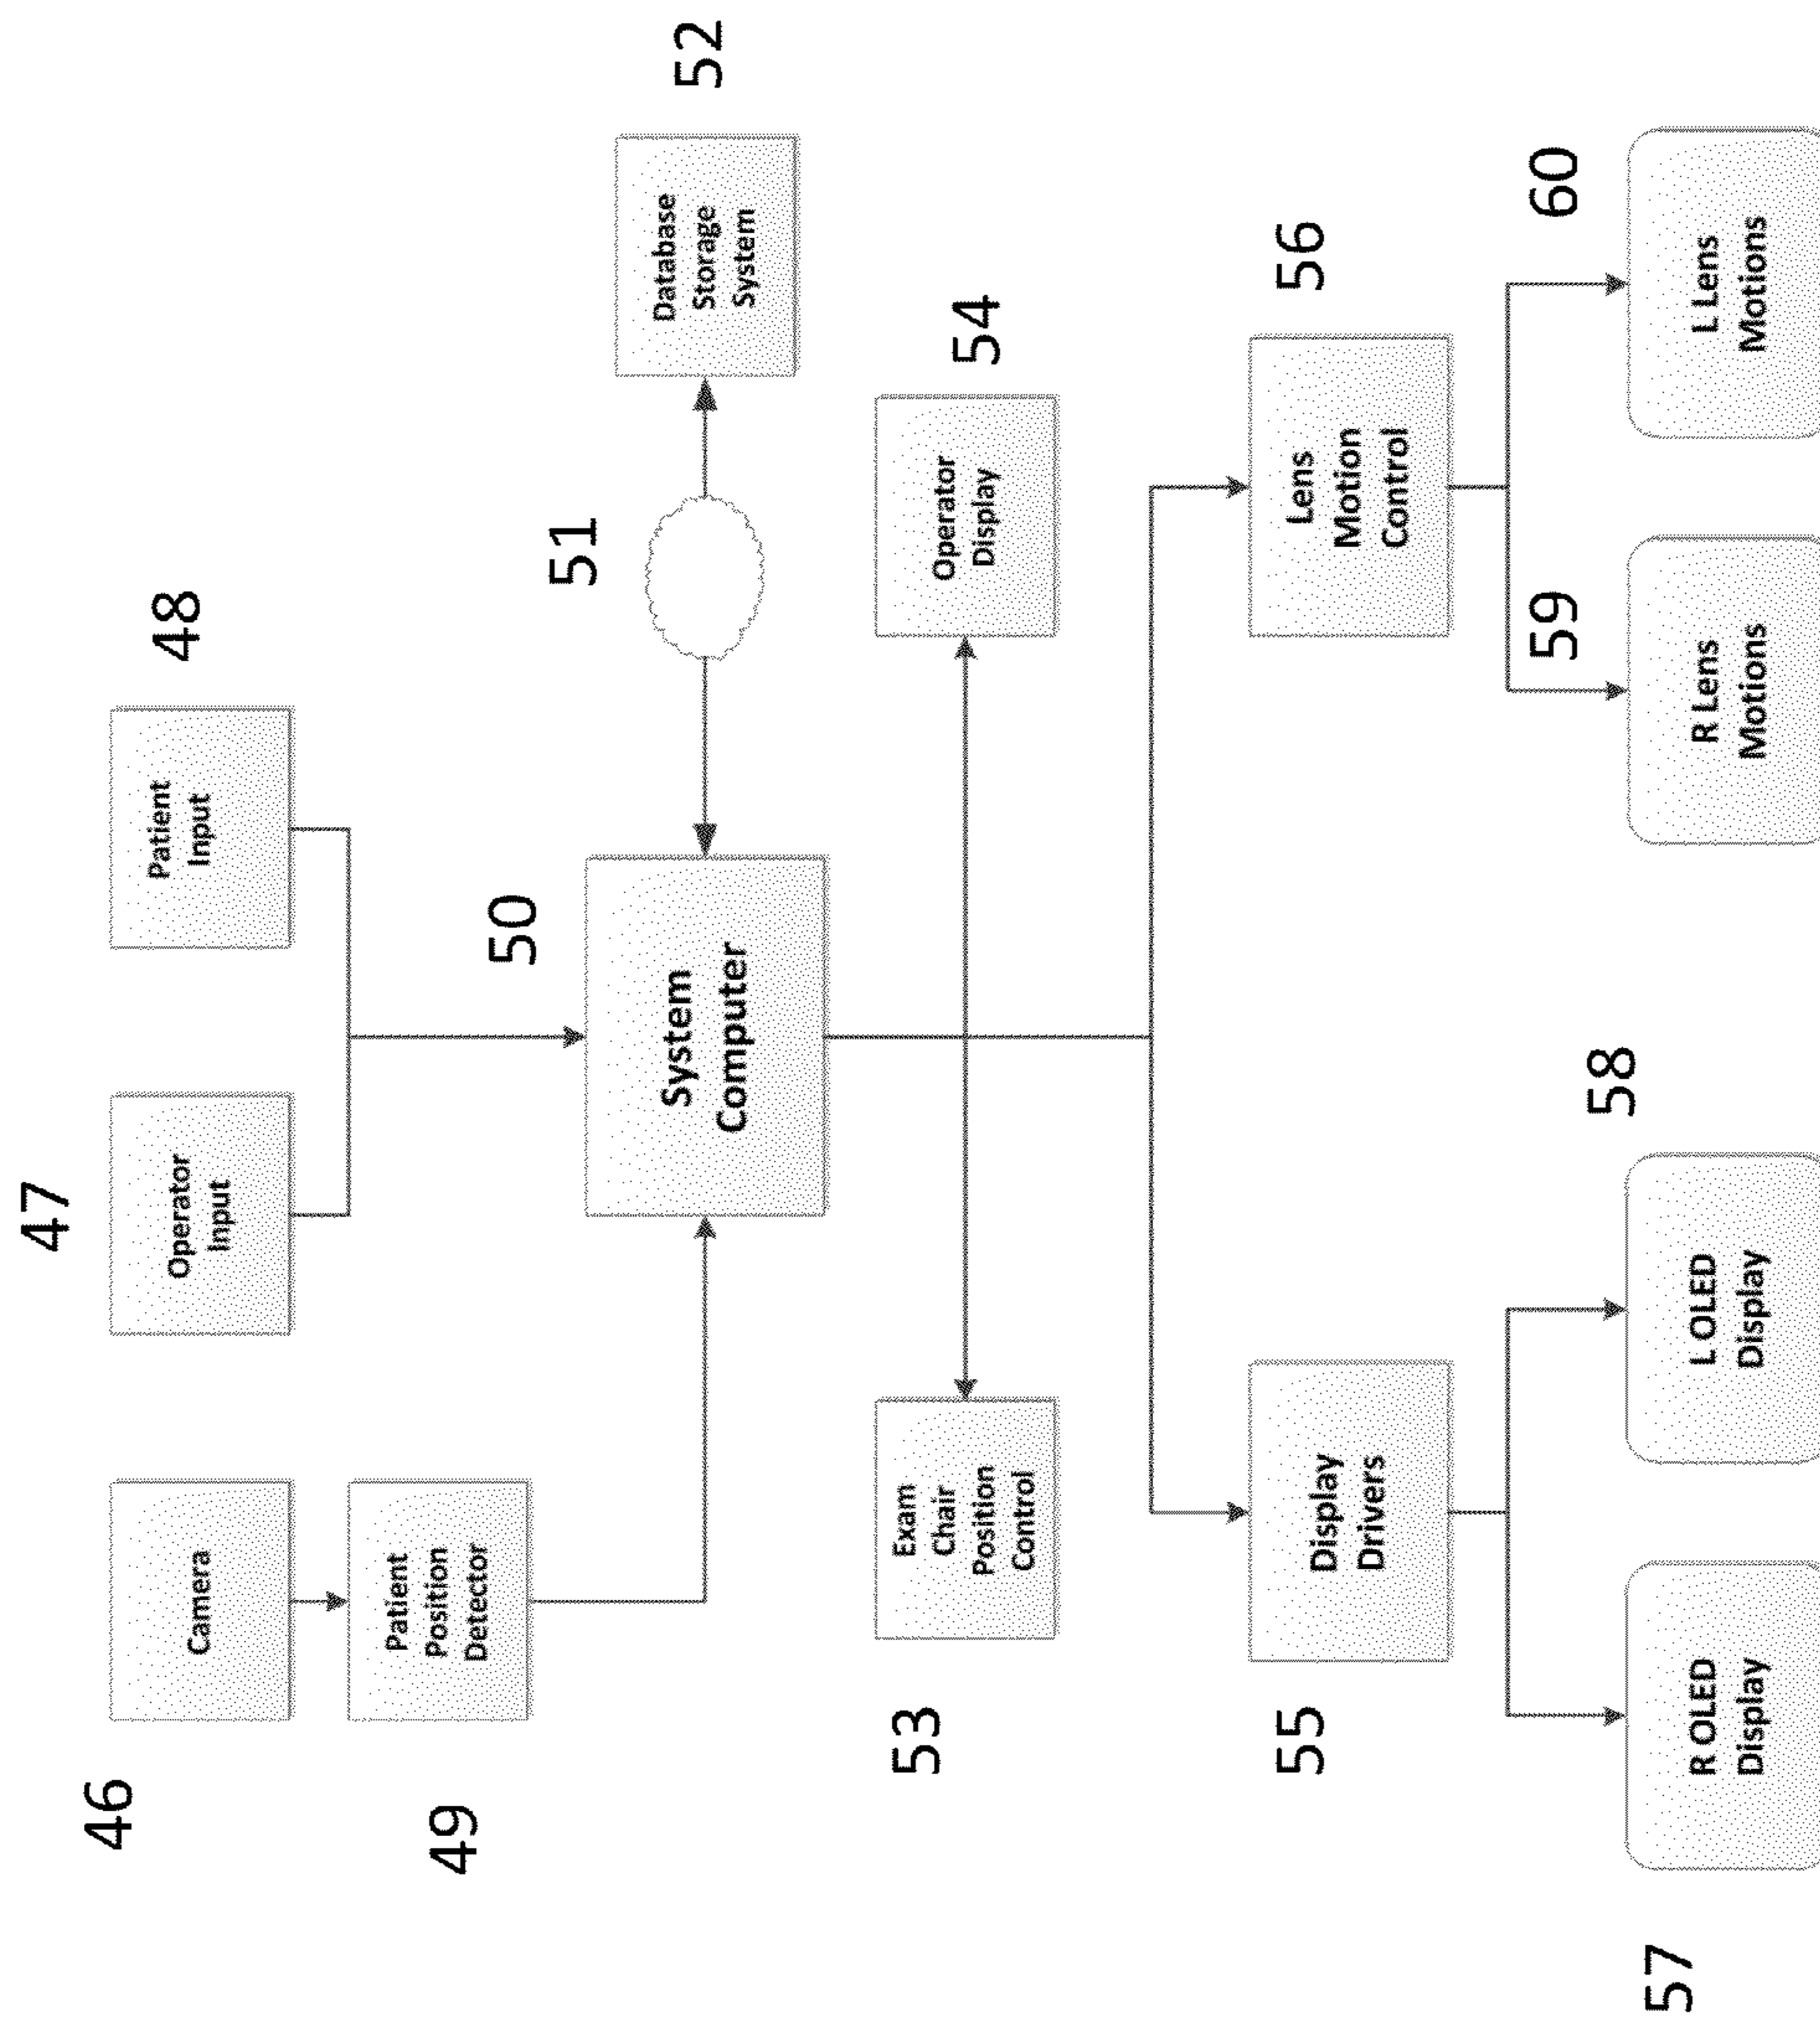 47
46
48
Camera
Operator
Input
Patient
Input
49
Patient
Position
Detector
50
51
52
System
Computer
Database
Storage
System
53
Exam
Chair
Position
Control
Operator
Display
54
55
Display
Drivers
Lens
Motion
Control
56
57
R OLED
Display
58
L OLED
Display
59
R Lens
Motions
60
L Lens
Motions